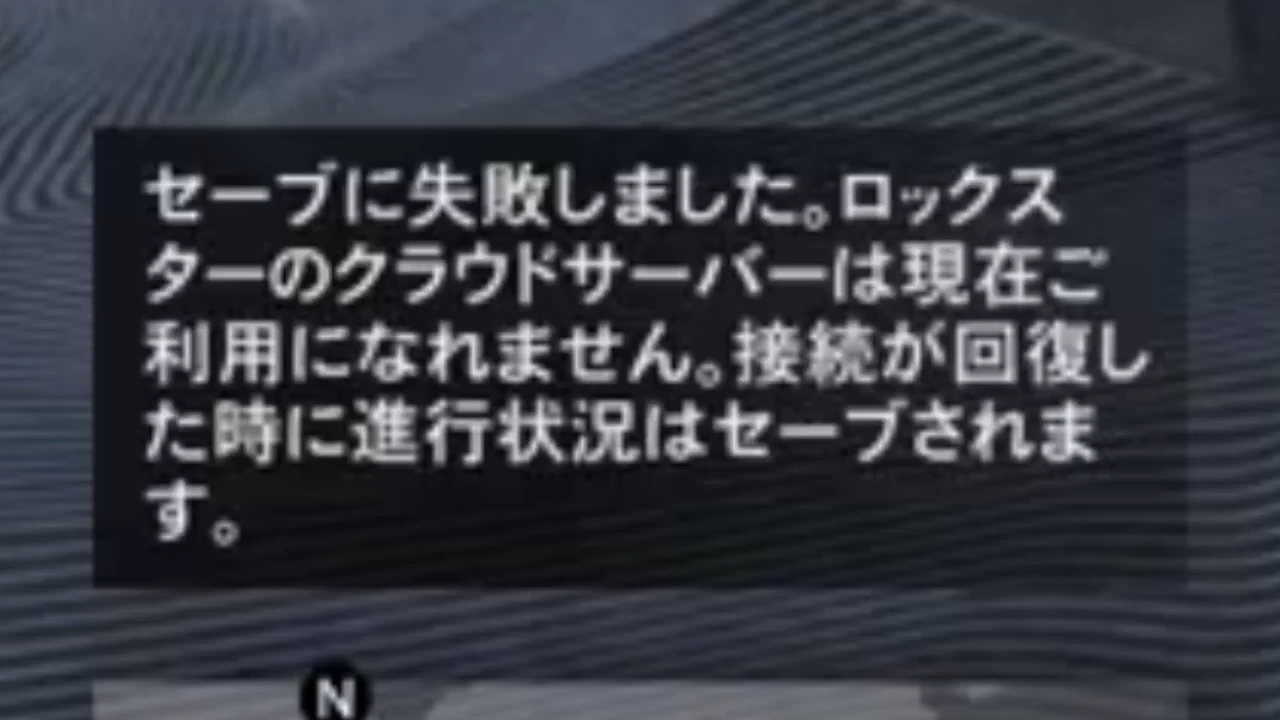 セーブに失敗しました。ロックス
ターのクラウドサーバーは現在ご
利用になれません。接続が回復し
た時に進行状況はセーブされま
す。
N